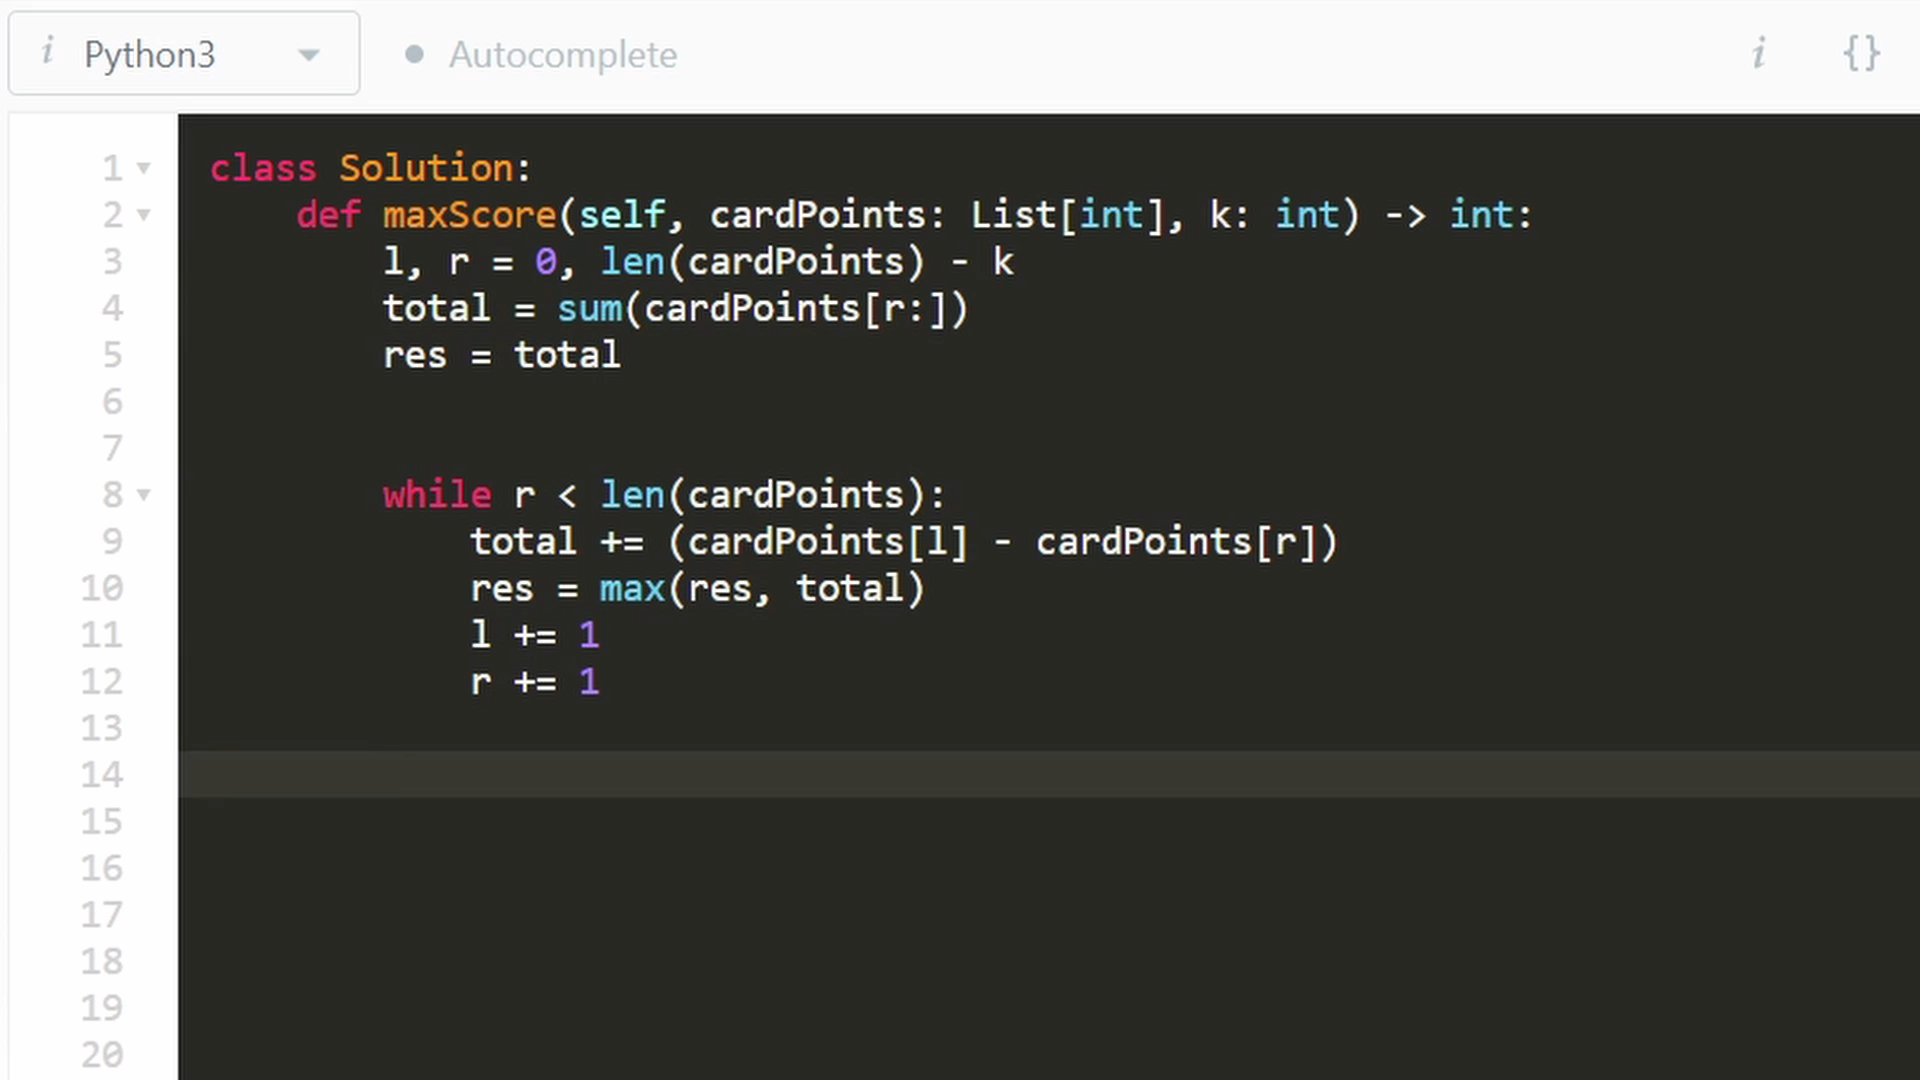 i Python3 Autocomplete i {}
1 class Solution:
2 def maxScore(self, cardPoints: List[int], k: int) -> int:
3 l, r = 0, len(cardPoints) - k
4 total = sum(cardPoints[r:])
5 res = total
6
7
8 while r < len(cardPoints):
9 total += (cardPoints[l] - cardPoints[r])
10 res = max(res, total)
11 l += 1
12 r += 1
13
14
15
16
17
18
19
20